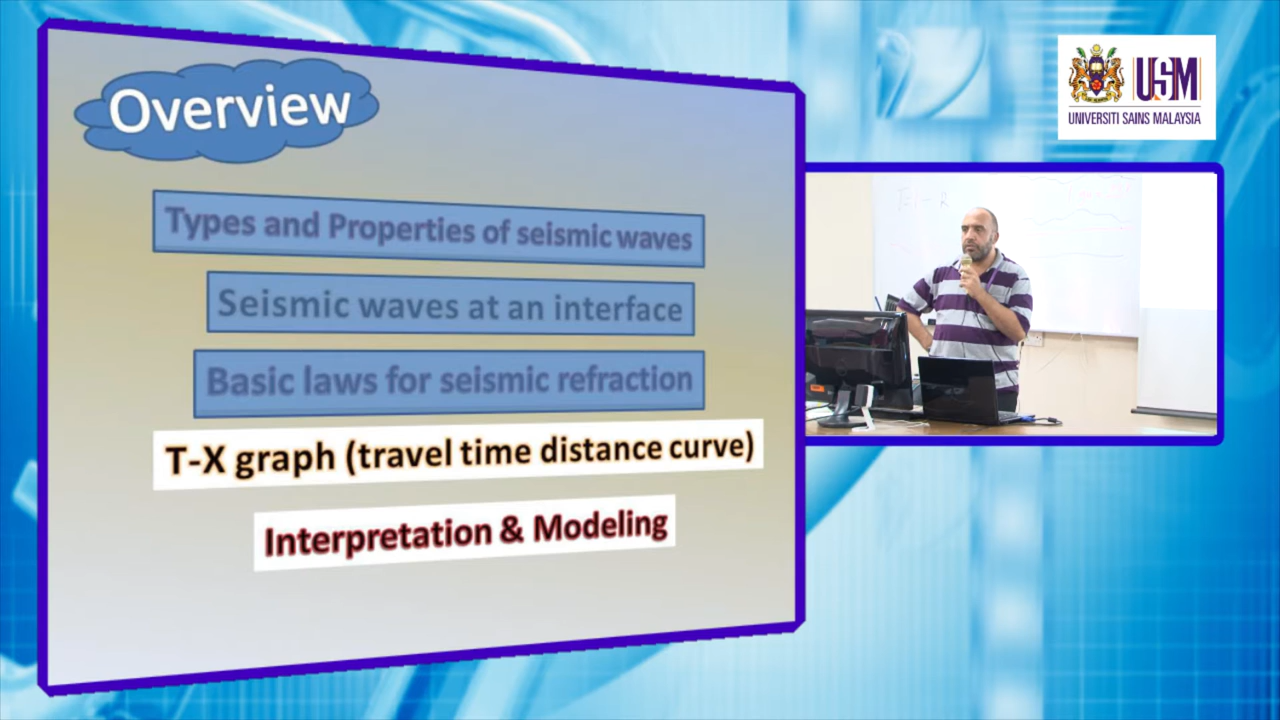 Overview
Types and Properties of seismic waves
Seismic waves at an interface
Basic laws for seismic refraction
T-X graph (travel time distance curve)
Interpretation & Modeling
USM
UNIVERSITI SAINS MALAYSIA